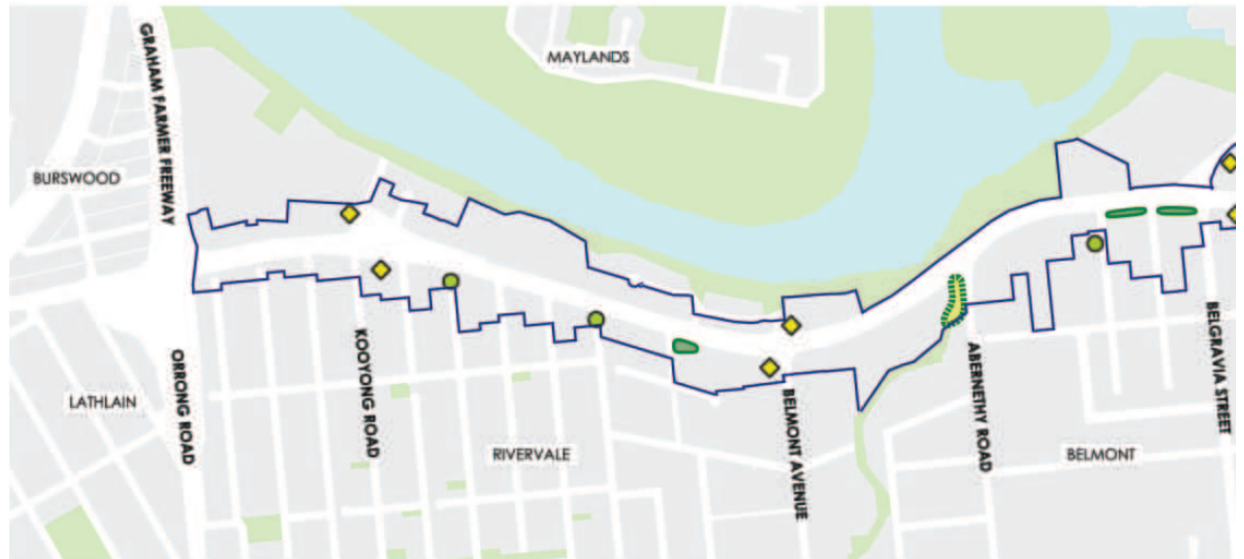 GRAHAM FARMER FREEWAY
MAYLANDS
BURSWOOD
LATHLAIN
ORRONG ROAD
KOOYONG ROAD
RIVERVALE
BELMONT AVENUE
ABERNETHY ROAD
BELMONT
BELGRAVIA STREET